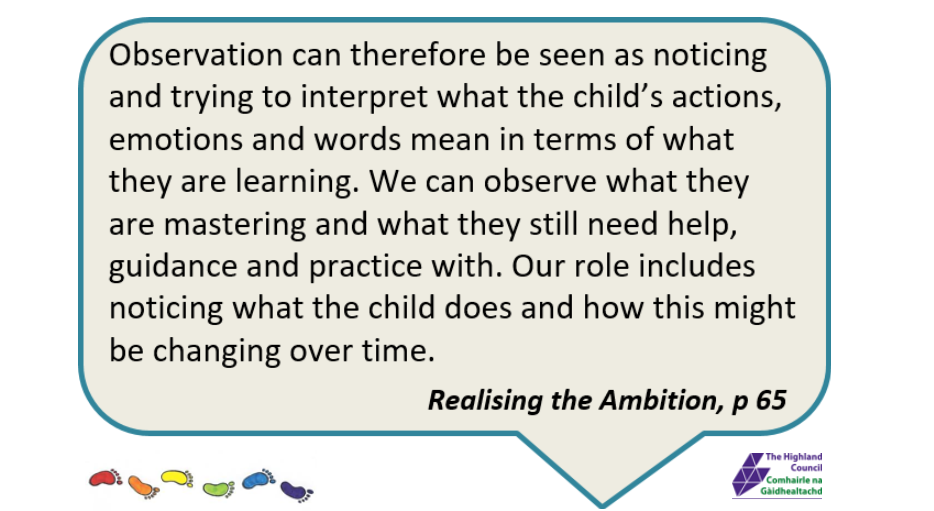 Observation can therefore be seen as noticing
and trying to interpret what the child’s actions,
emotions and words mean in terms of what
they are learning. We can observe what they
are mastering and what they still need help,
guidance and practice with. Our role includes
noticing what the child does and how this might
be changing over time.
Realising the Ambition, p 65
The Highland
Council
Comhairle na
Gàidhealtachd